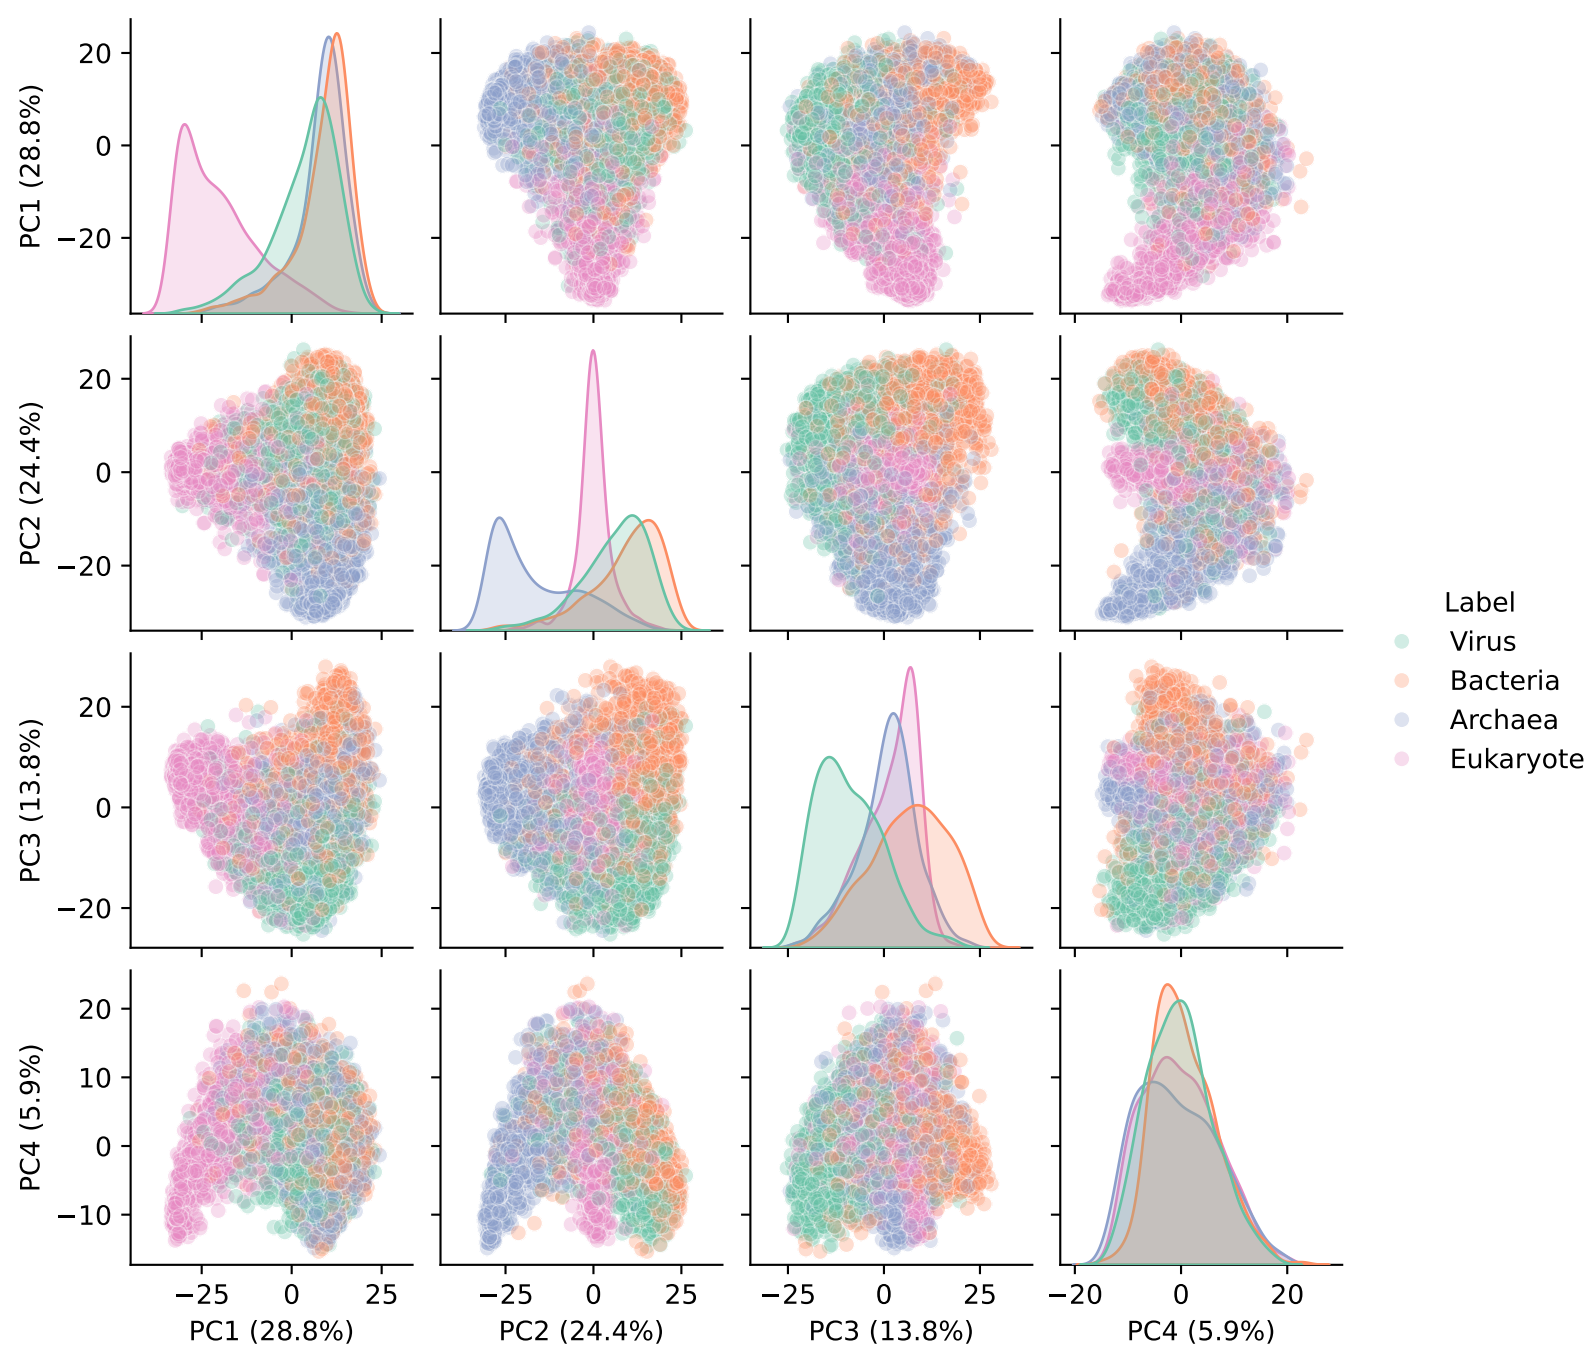 PC1 (28.8%)
20
0
−20
PC2 (24.4%)
20
0
−20
PC3 (13.8%)
20
0
−20
PC4 (5.9%)
20
10
0
−10
−25 0 25
−25 0 25
−25 0 25
−20 0 20
PC1 (28.8%)
PC2 (24.4%)
PC3 (13.8%)
PC4 (5.9%)
Label
Virus
Bacteria
Archaea
Eukaryote